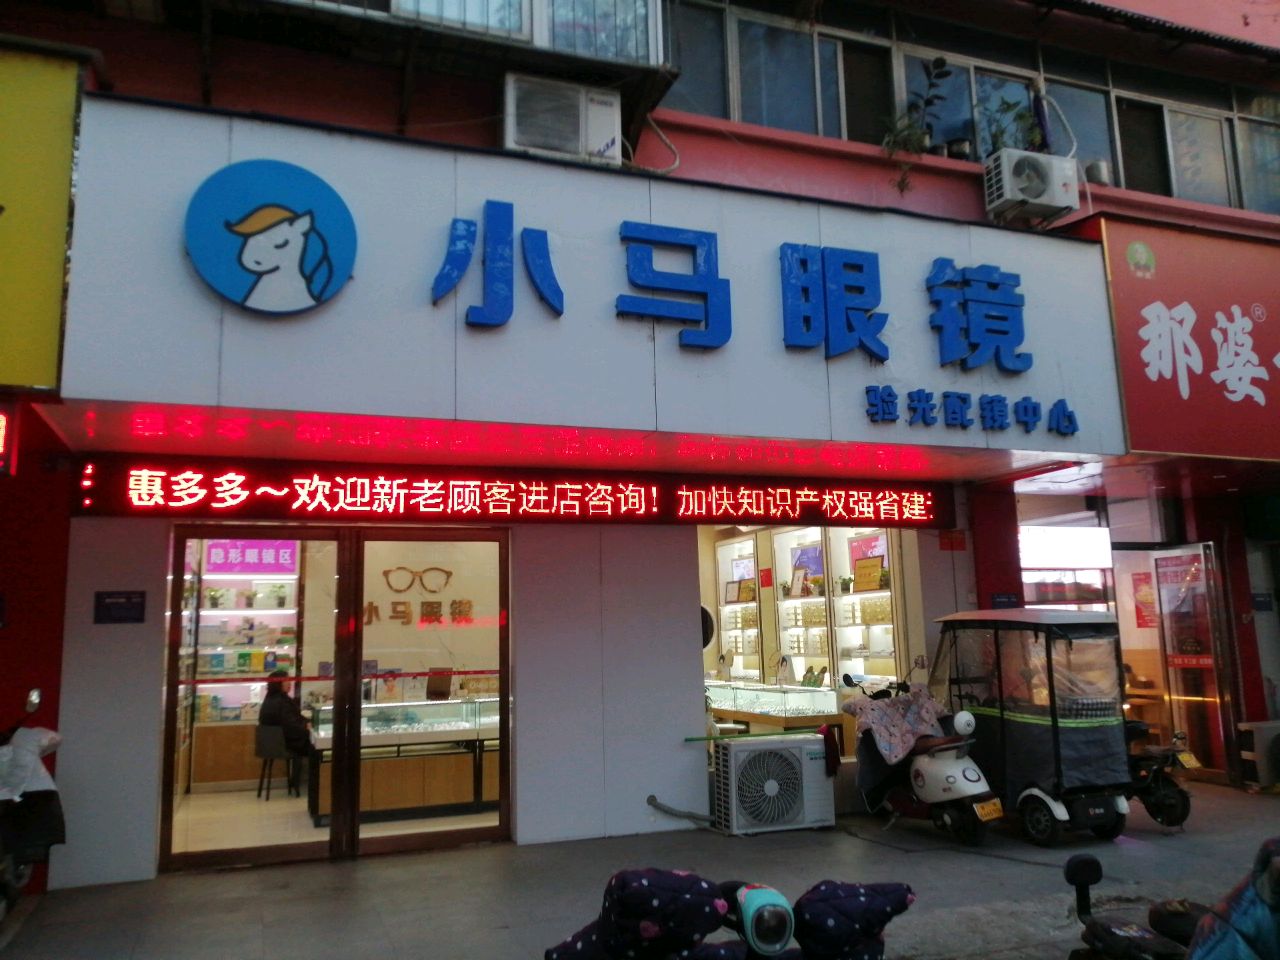 小马眼镜
验光配镜中心
那婆
惠多多～欢迎新老顾客进店咨询！加快知识产权强省建
隐形眼镜区
小马眼镜